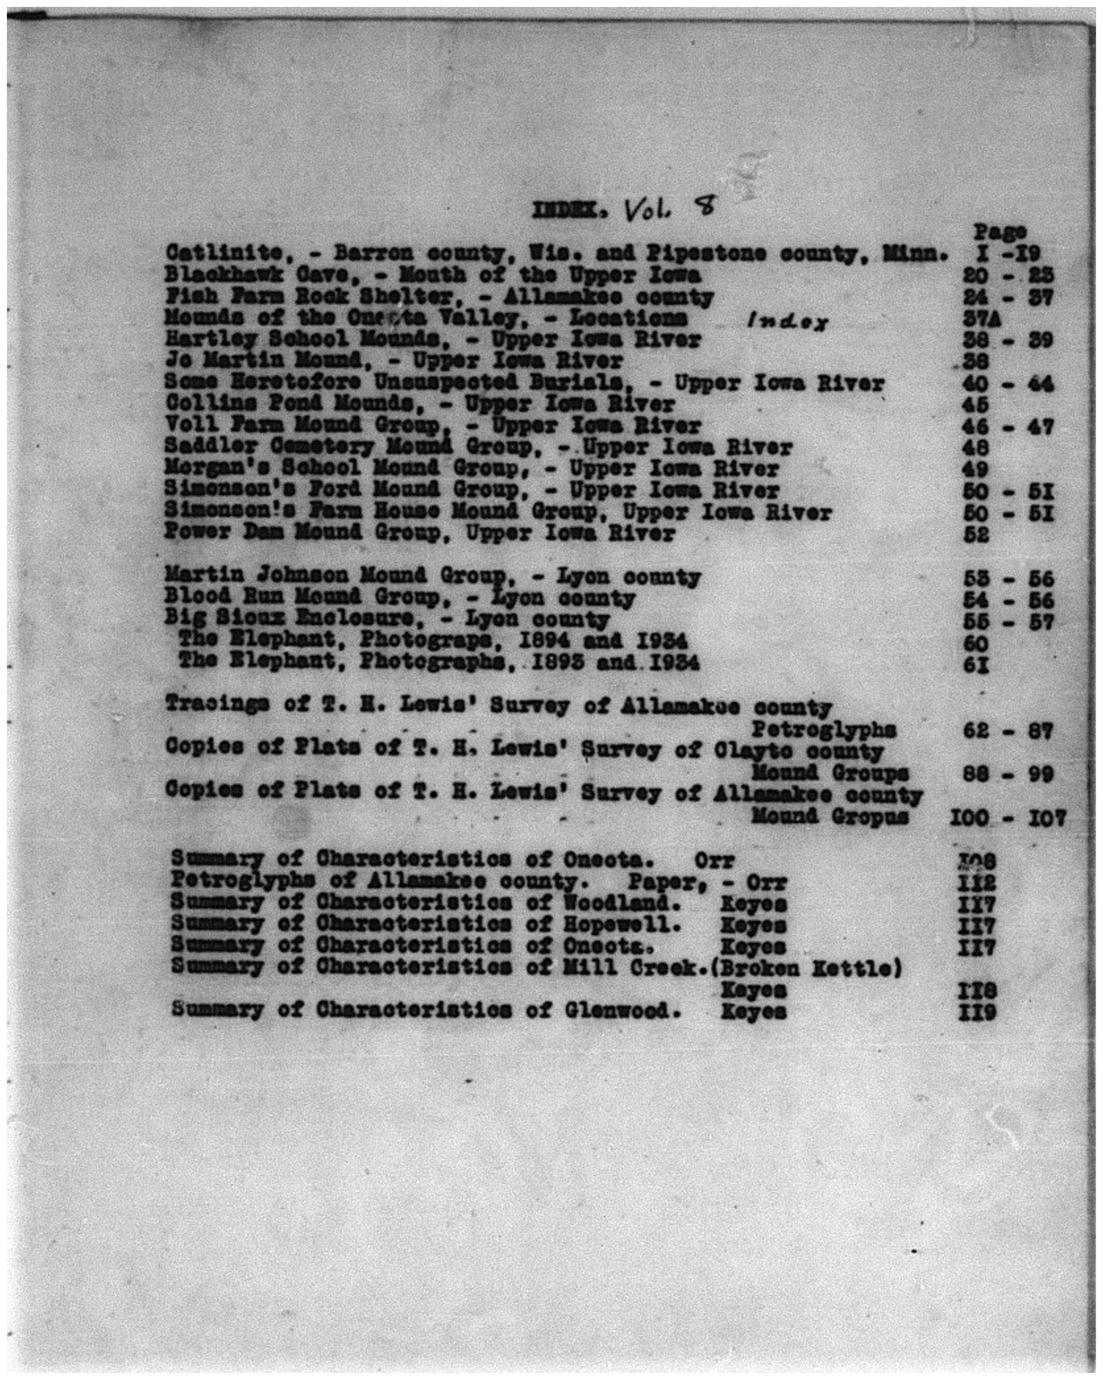 INDEX. Vol. 8
Page
Catlinite, - Barron county, Wis. and Pipestone county, Minn. I -I9
Blackhawk Cave, - Mouth of the Upper Iowa 20 - 23
Fish Farm Rock Shelter, - Allamakee county 24 - 37
Mounds of the Oneota Valley, - Locations Index 37A
Hartley School Mounds, - Upper Iowa River 38 - 39
Jo Martin Mound, - Upper Iowa River 38
Some Heretofore Unsuspected Burials, - Upper Iowa River 40 - 44
Collins Pond Mounds, - Upper Iowa River 45
Voll Farm Mound Group, - Upper Iowa River 46 - 47
Saddler Cemetery Mound Group, - Upper Iowa River 48
Morgan's School Mound Group, - Upper Iowa River 49
Simonson's Ford Mound Group, - Upper Iowa River 50 - 5I
Simonson's Farm House Mound Group, Upper Iowa River 50 - 5I
Power Dam Mound Group, Upper Iowa River 52
Martin Johnson Mound Group, - Lyon county 53 - 56
Blood Run Mound Group, - Lyon county 54 - 56
Big Sioux Enclosure, - Lyon county 55 - 57
The Elephant, Photograps, I894 and I934 60
The Elephant, Photographs, I893 and I934 6I
Tracings of T. H. Lewis' Survey of Allamakee county
Petroglyphs 62 - 87
Copies of Plats of T. H. Lewis' Survey of Clayto county
Mound Groups 88 - 99
Copies of Plats of T. H. Lewis' Survey of Allamakee county
Mound Gropus I00 - I07
Summary of Characteristics of Oneota. Orr I08
Petroglyphs of Allamakee county. Paper, - Orr II2
Summary of Characteristics of Woodland. Keyes II7
Summary of Characteristics of Hopewell. Keyes II7
Summary of Characteristics of Oneota. Keyes II7
Summary of Characteristics of Mill Creek.(Broken Kettle)
Keyes II8
Summary of Characteristics of Glenwood. Keyes II9